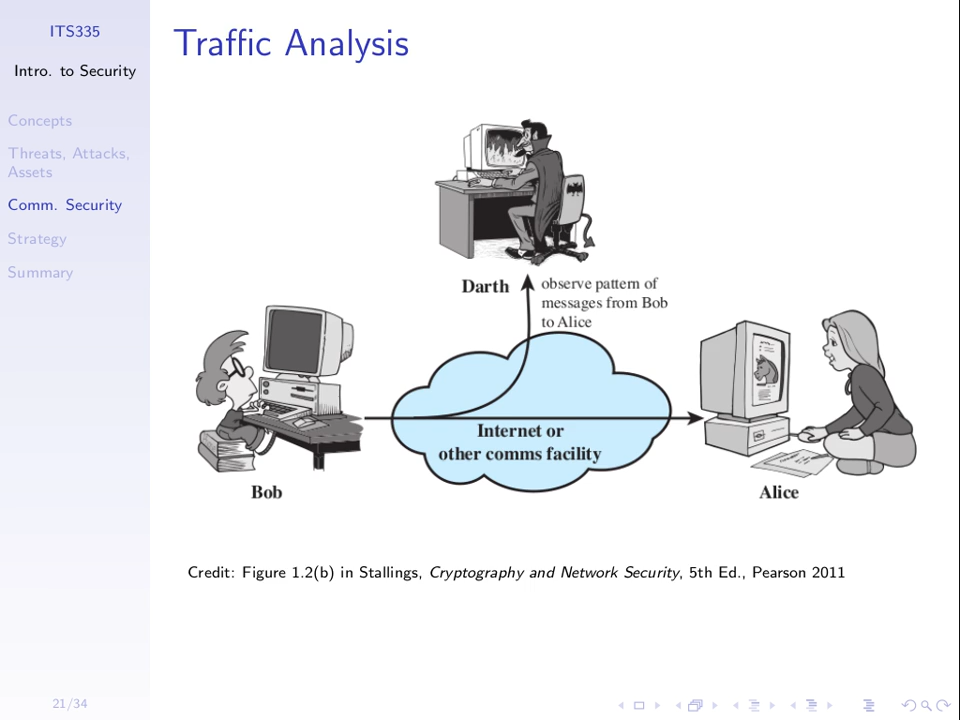 ITS335
Intro. to Security
Concepts
Threats, Attacks,
Assets
Comm. Security
Strategy
Summary
21/34
Traffic Analysis
Darth
observe pattern of
messages from Bob
to Alice
Internet or
other comms facility
Bob
Alice
Credit: Figure 1.2(b) in Stallings, Cryptography and Network Security, 5th Ed., Pearson 2011